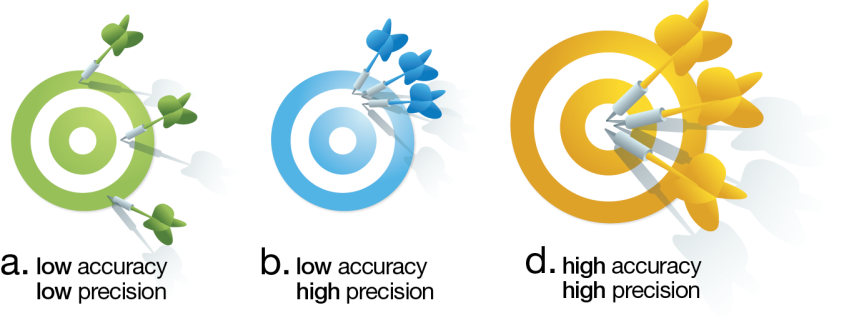 a. low accuracy
low precision
b. low accuracy
high precision
d. high accuracy
high precision